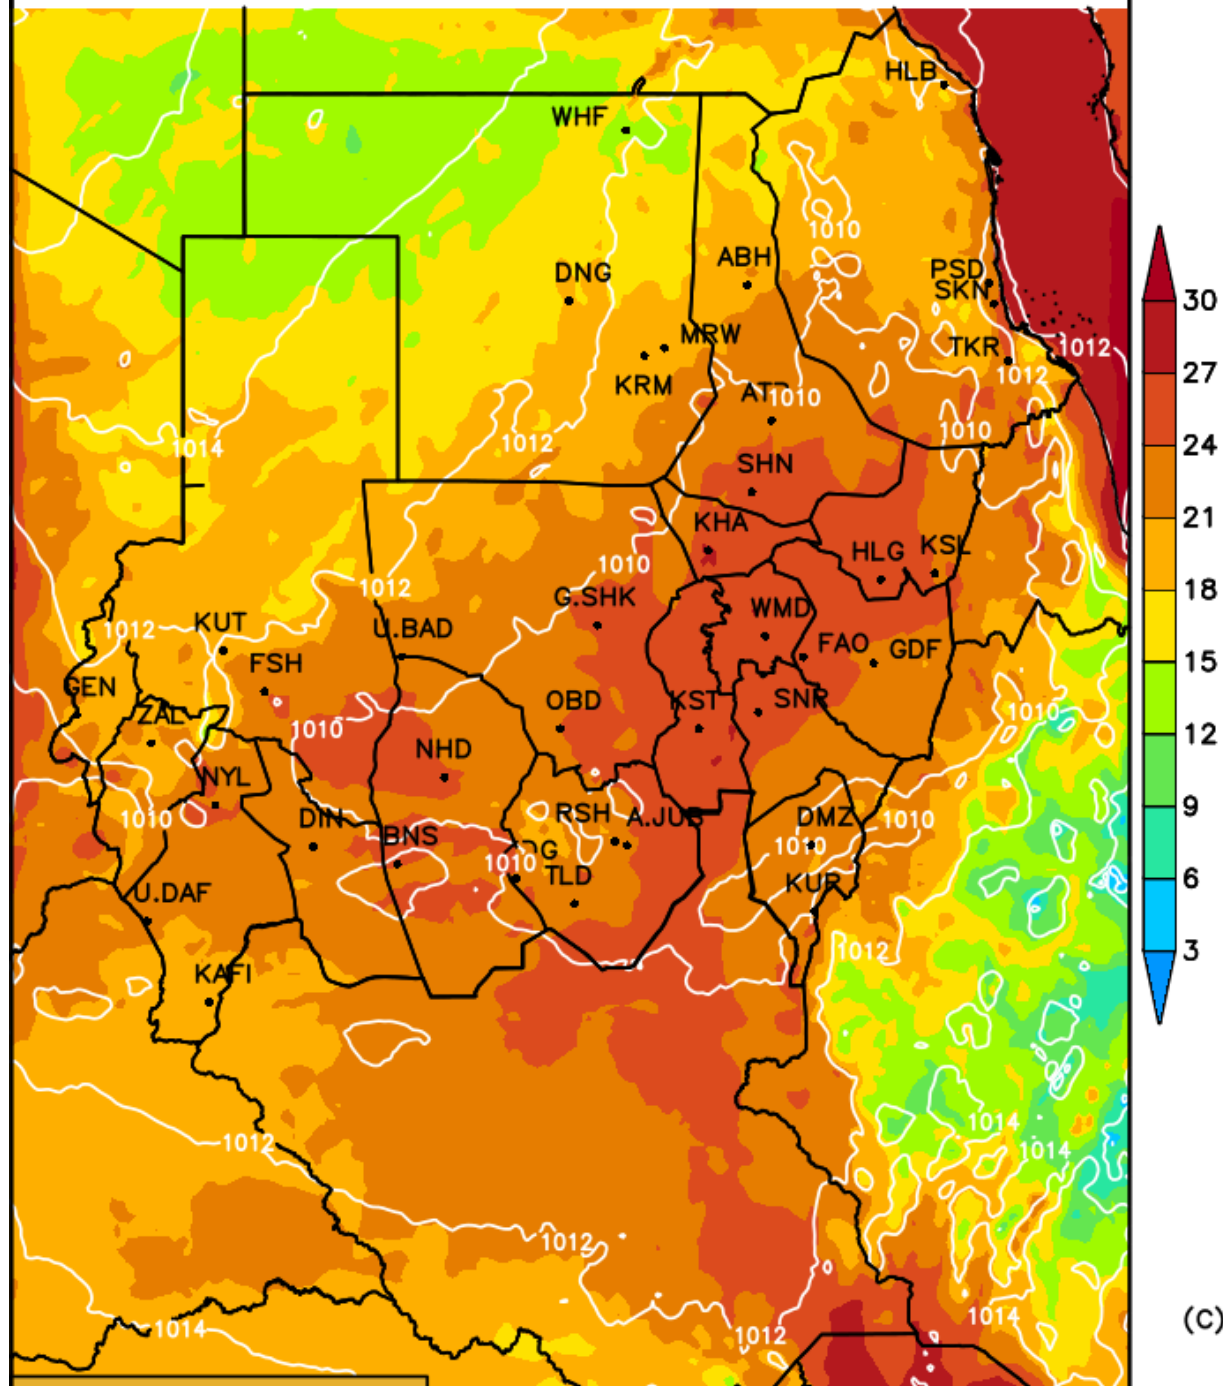 HLB
WHF
1010
ABH
DNG
PSD
SKN
30
MRW
TKR
1012
1012
27
KRM
1010
1014
1012
1010
24
SHN
KHA
21
HLG
KSL
1010
1012
G.SHK
18
WMD
KUT
1012
U.BAD
FAO
GDF
FSH
15
GEN
OBD
KST
SNR
1010
ZAL
1010
NHD
12
NYL
1010
DIN
RSH
A.JUB
DMZ
1010
9
BNS
1010
1010
TLD
6
KUR
U.DAF
1012
3
KAFI
1014
1012
1014
1012
1014
(C)
1014
1012